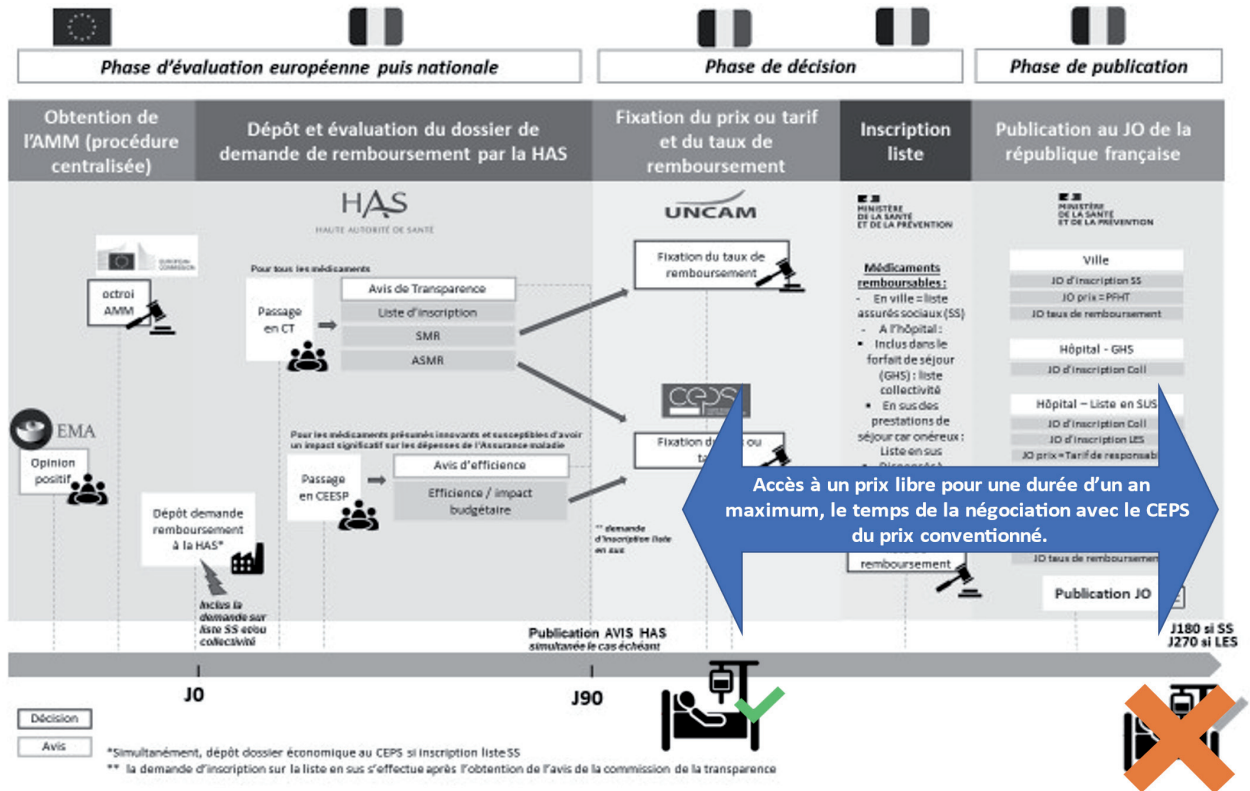 Phase d'évaluation européenne puis nationale
Phase de décision
Phase de publication
Obtention de
l'AMM (procédure
centralisée)
Dépôt et évaluation du dossier de
demande de remboursement par la HAS
Fixation du prix ou tarif
et du taux de
remboursement
Inscription
liste
Publication au JO de la
république française
EUROPEAN
COMMISSION
octroi
AMM
EMA
Opinion
positif
Dépôt demande
remboursement
à la HAS*
Inclus la
demande sur
liste SS et/ou
collectivité
HAS
HAUTE AUTORITÉ DE SANTÉ
Pour tous les médicaments
Passage
en CT
Avis de Transparence
Liste d'inscription
SMR
ASMR
Pour les médicaments présumés innovants et susceptibles d'avoir
un impact significatif sur les dépenses de l'Assurance maladie
Passage
en CEESP
Avis d'efficience
Efficience / impact
budgétaire
UNCAM
Fixation du taux de
remboursement
ceps
Fixation ou
** demande
d'inscription liste
en sus
MINISTÈRE
DE LA SANTÉ
ET DE LA PRÉVENTION
Médicaments
remboursables :
- En ville = liste
assurés sociaux (SS)
- A l'hôpital :
▪ Inclus dans le
forfait de séjour
(GHS) : liste
collectivité
▪ En sus des
prestations de
séjour car onéreux :
Liste en sus
remboursement
MINISTÈRE
DE LA SANTÉ
ET DE LA PRÉVENTION
Ville
JO d'inscription SS
JO prix = PFHT
JO taus de remboursement
Hôpital - GHS
JO d'inscription Coll
Hôpital – Liste en SUS
JO d'inscription Coll
JO d'inscription LES
JO prix = Tarif de
JO taus de
Publication JO
Accès à un prix libre pour une durée d'un an
maximum, le temps de la négociation avec le CEPS
du prix conventionné.
Publication AVIS HAS
simultanée le cas échéant
J180 si SS
J270 si LES
J0
J90
Décision
Avis
*Simultanément, dépôt dossier économique au CEPS si inscription liste SS
** la demande d'inscription sur la liste en sus s'effectue après l'obtention de l'avis de la commission de la transparence